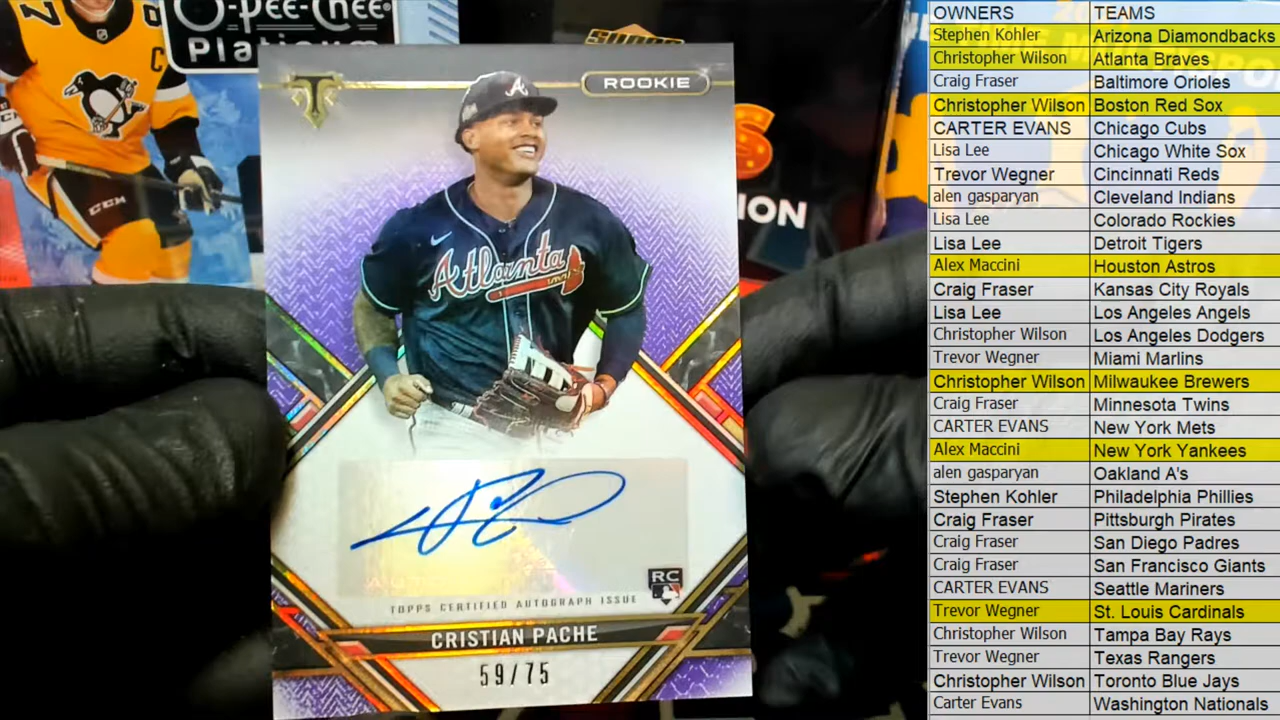 O-PEE-CHEE
Platinum
C
CCM
ROOKIE
A
Atlanta
ION
TOPPS CERTIFIED AUTOGRAPH ISSUE
RC
CRISTIAN PACHE
59/75
OWNERS TEAMS
Stephen Kohler Arizona Diamondbacks
Christopher Wilson Atlanta Braves
Craig Fraser Baltimore Orioles
Christopher Wilson Boston Red Sox
CARTER EVANS Chicago Cubs
Lisa Lee Chicago White Sox
Trevor Wegner Cincinnati Reds
alen gasparyan Cleveland Indians
Lisa Lee Colorado Rockies
Lisa Lee Detroit Tigers
Alex Maccini Houston Astros
Craig Fraser Kansas City Royals
Lisa Lee Los Angeles Angels
Christopher Wilson Los Angeles Dodgers
Trevor Wegner Miami Marlins
Christopher Wilson Milwaukee Brewers
Craig Fraser Minnesota Twins
CARTER EVANS New York Mets
Alex Maccini New York Yankees
alen gasparyan Oakland A's
Stephen Kohler Philadelphia Phillies
Craig Fraser Pittsburgh Pirates
Craig Fraser San Diego Padres
Craig Fraser San Francisco Giants
CARTER EVANS Seattle Mariners
Trevor Wegner St. Louis Cardinals
Christopher Wilson Tampa Bay Rays
Trevor Wegner Texas Rangers
Christopher Wilson Toronto Blue Jays
Carter Evans Washington Nationals